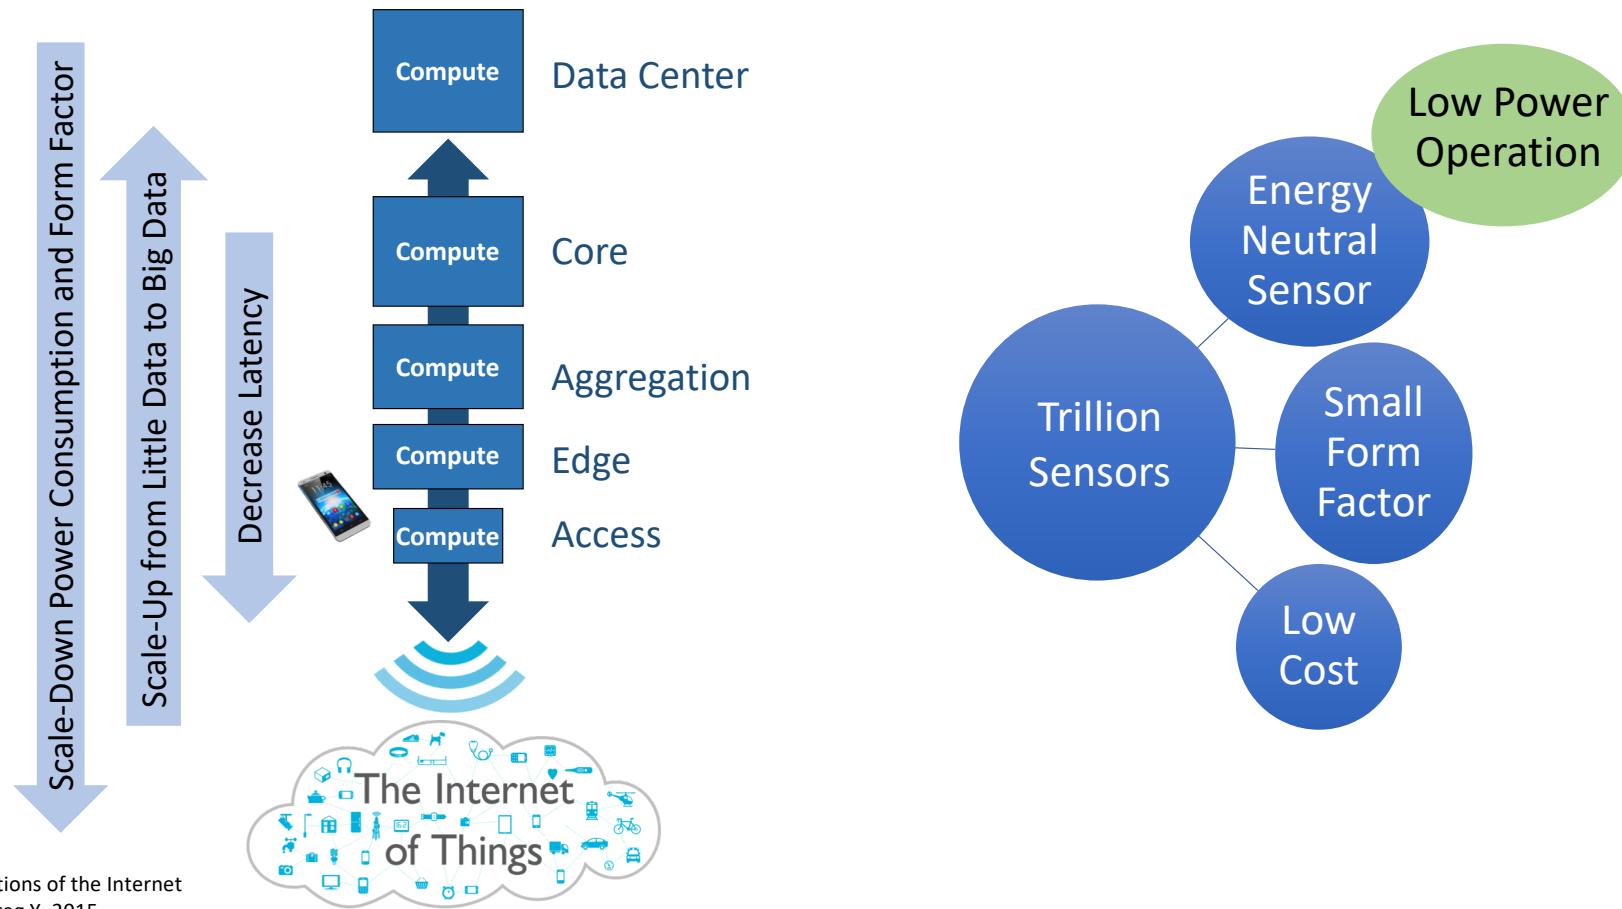 Scale-Down Power Consumption and Form Factor
Scale-Up from Little Data to Big Data
Decrease Latency
Compute
Data Center
Compute
Core
Compute
Aggregation
Compute
Edge
Compute
Access
The Internet
of Things
Trillion
Sensors
Energy
Neutral
Sensor
Low Power
Operation
Small
Form
Factor
Low
Cost
of the Internet
2015